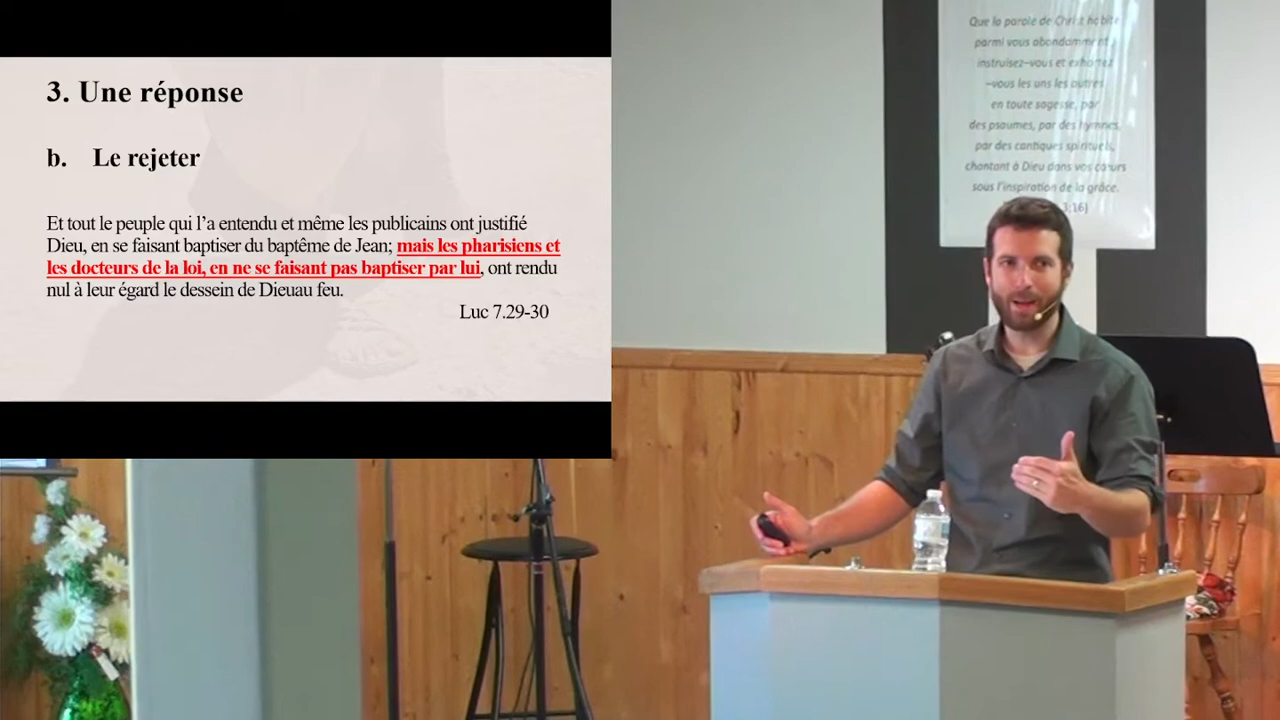 3. Une réponse
b. Le rejeter
Et tout le peuple qui l’a entendu et même les publicains ont justifié
Dieu, en se faisant baptiser du baptême de Jean; mais les pharisiens et
les docteurs de la loi, en ne se faisant pas baptiser par lui, ont rendu
nul à leur égard le dessein de Dieuau feu.
Luc 7.29-30
Que la parole de Christ habite
parmi vous abondamment,
instruisez-vous et exhortez
-vous les uns les autres
en toute sagesse, par
des psaumes, par des hymnes,
par des cantiques spirituels,
chantant à Dieu dans vos cœurs
sous l'inspiration de la grâce.
3;16)